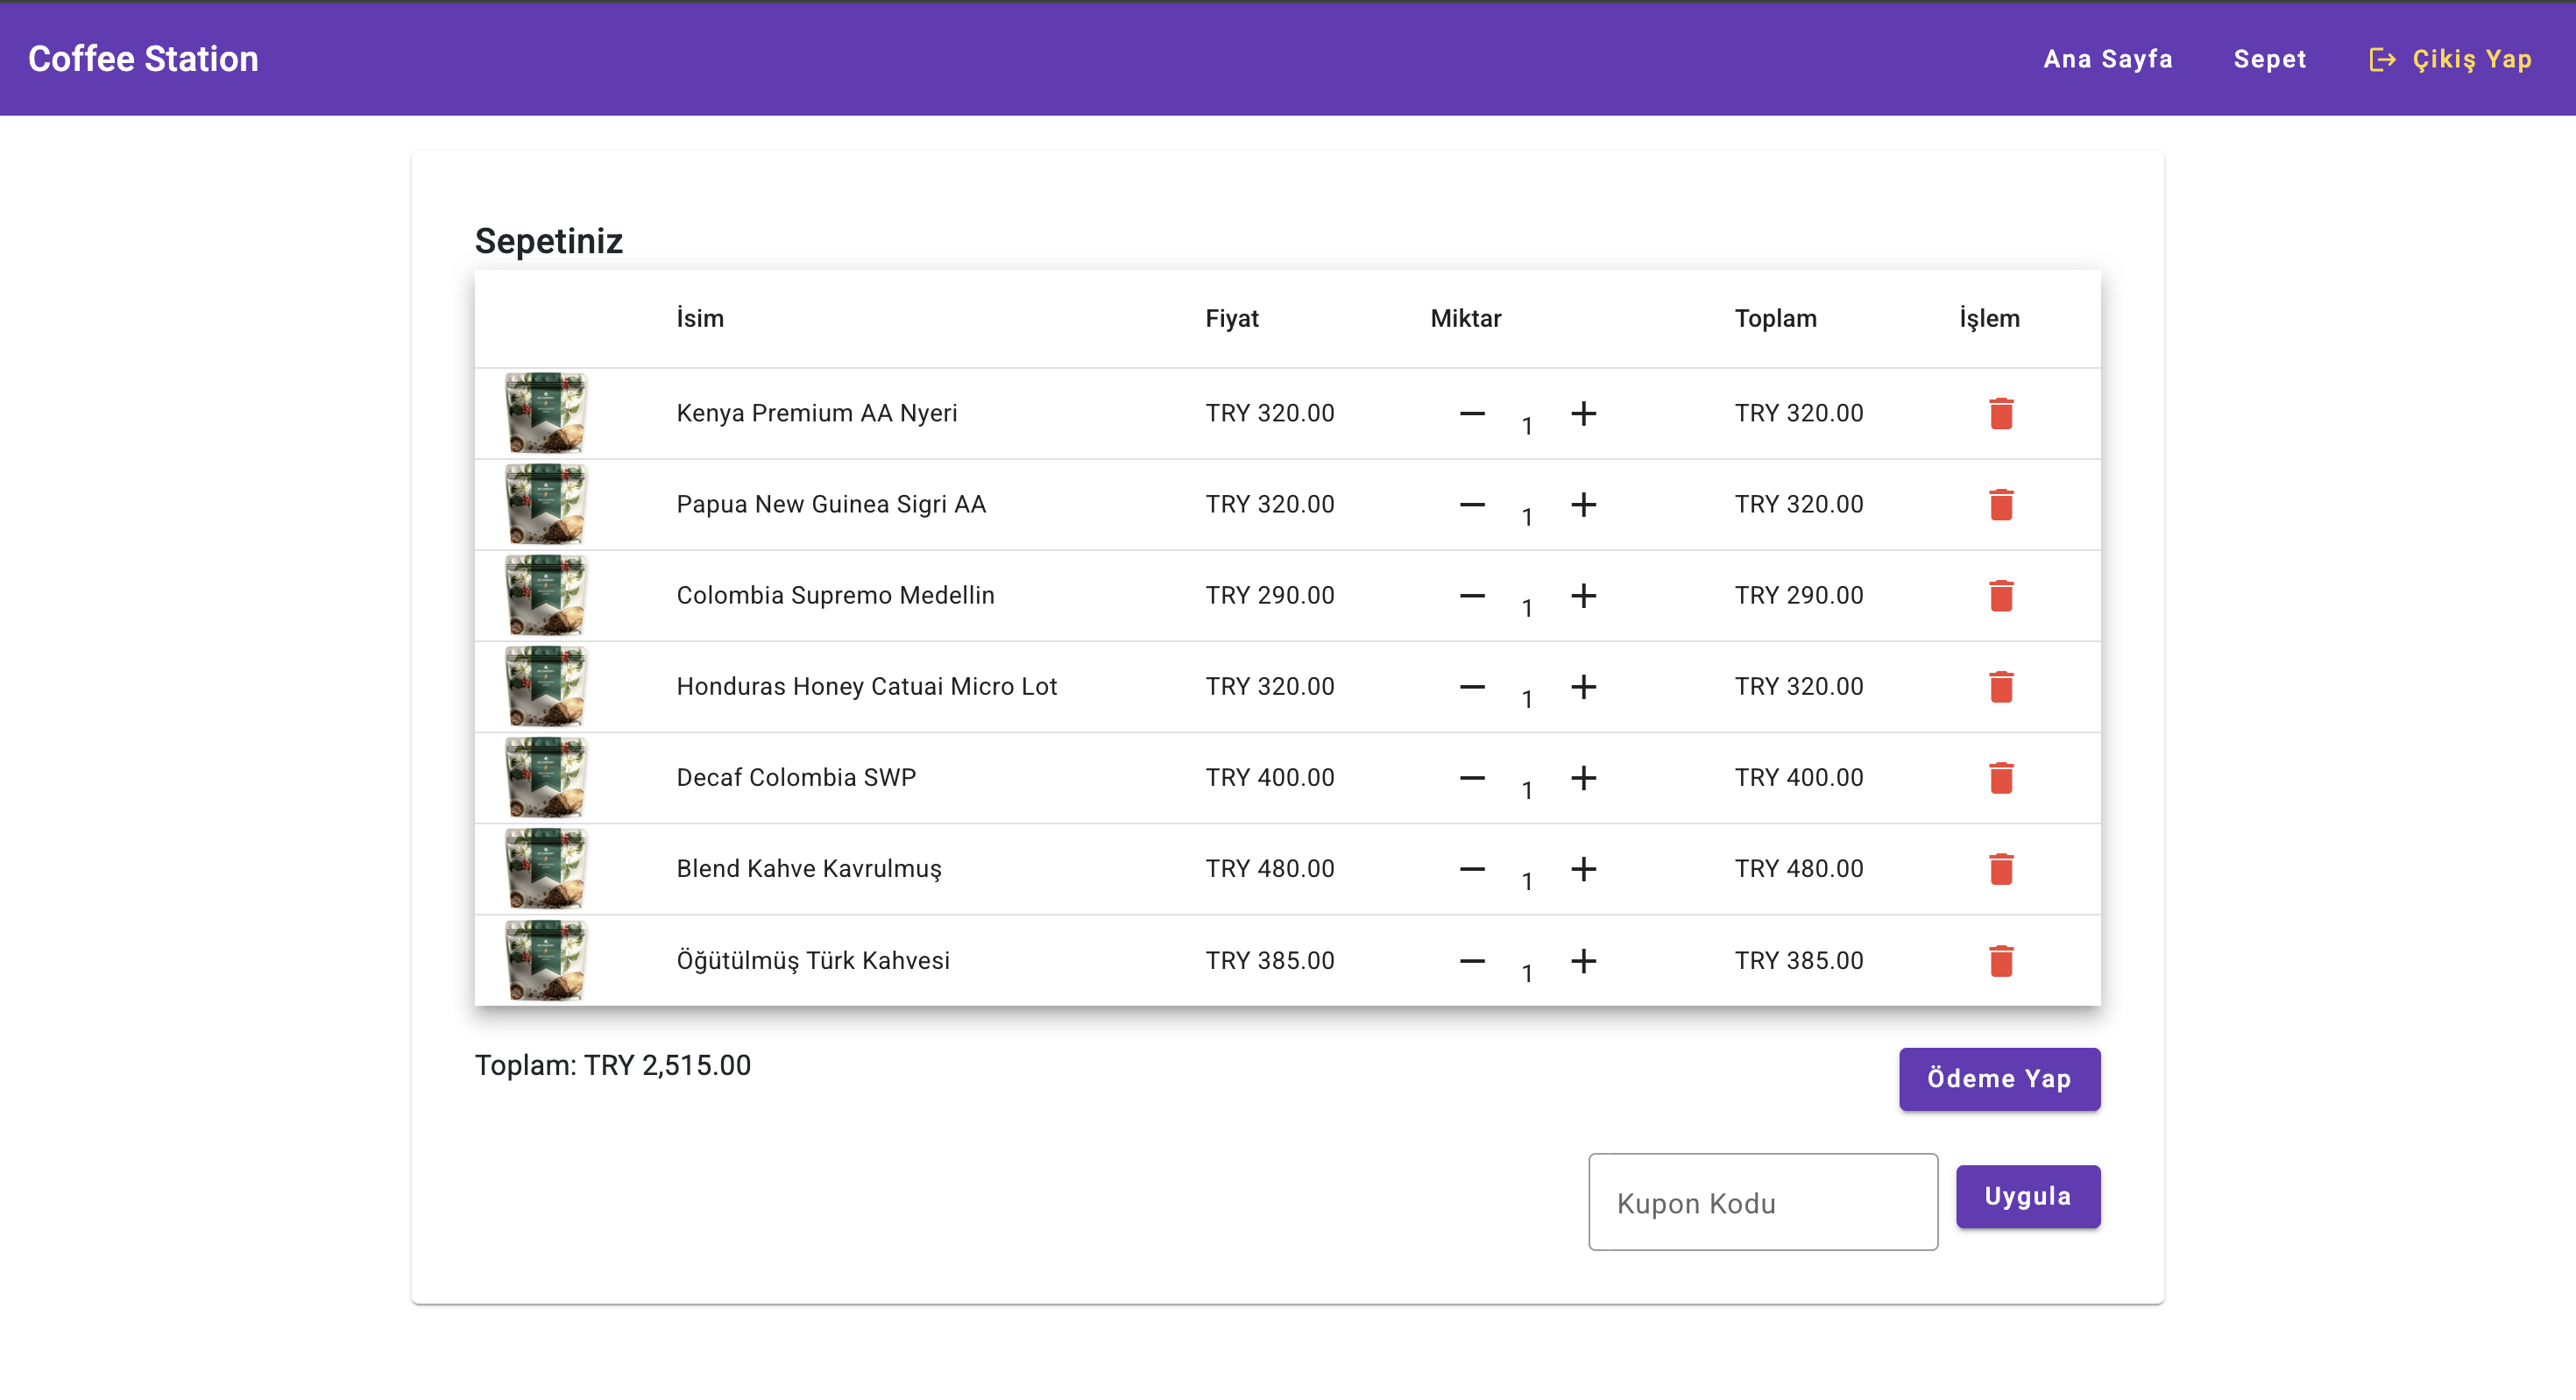 Coffee Station Ana Sayfa Sepet Çikiş Yap
Sepetiniz
İsim Fiyat Miktar Toplam İşlem
Kenya Premium AA Nyeri TRY 320.00 1 TRY 320.00
Papua New Guinea Sigri AA TRY 320.00 1 TRY 320.00
Colombia Supremo Medellin TRY 290.00 1 TRY 290.00
Honduras Honey Catuai Micro Lot TRY 320.00 1 TRY 320.00
Decaf Colombia SWP TRY 400.00 1 TRY 400.00
Blend Kahve Kavrulmuş TRY 480.00 1 TRY 480.00
Öğütülmüş Türk Kahvesi TRY 385.00 1 TRY 385.00
Toplam: TRY 2,515.00 Ödeme Yap
Kupon Kodu Uygula